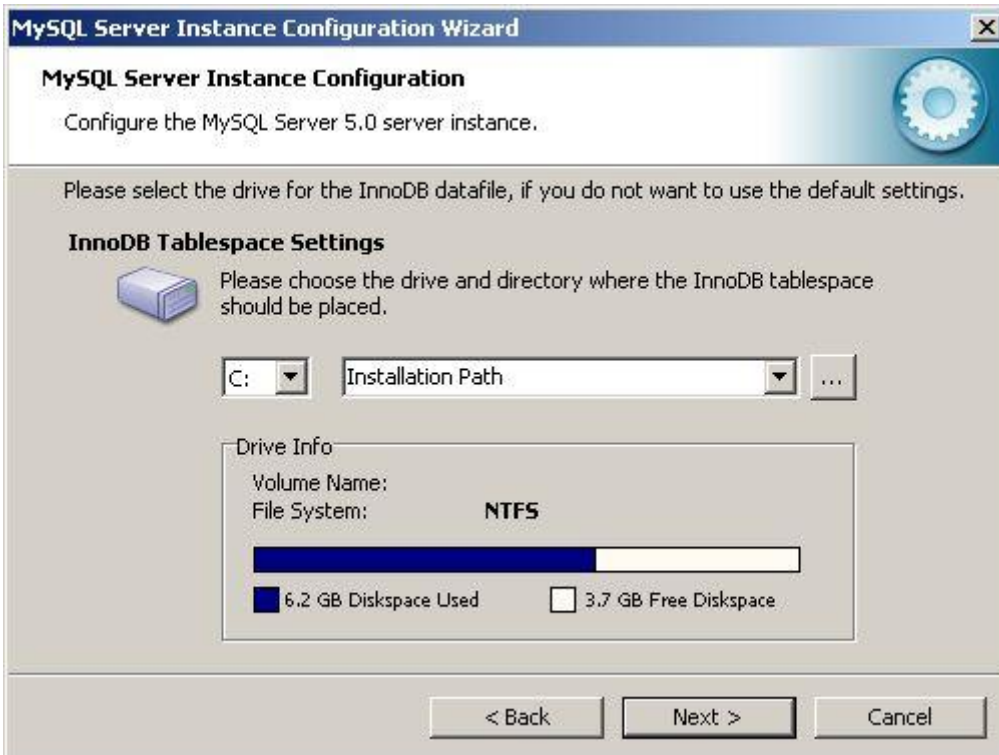 MySQL Server Instance Configuration Wizard
MySQL Server Instance Configuration
Configure the MySQL Server 5.0 server instance.
Please select the drive for the InnoDB datafile, if you do not want to use the default settings.
InnoDB Tablespace Settings
Please choose the drive and directory where the InnoDB tablespace
should be placed.
C: Installation Path ...
Drive Info
Volume Name:
File System: NTFS
6.2 GB Diskspace Used 3.7 GB Free Diskspace
< Back Next > Cancel